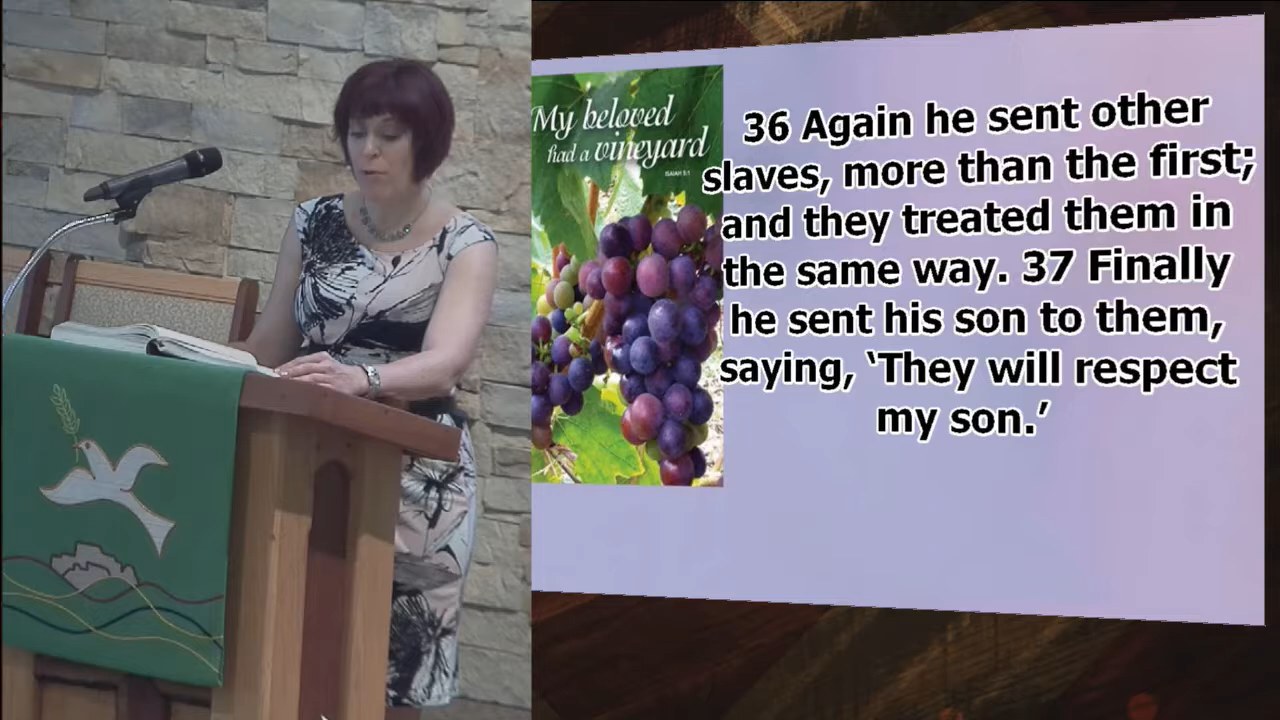 My beloved
had a vineyard
ISAIAH 5:1
36 Again he sent other
slaves, more than the first;
and they treated them in
the same way. 37 Finally
he sent his son to them,
saying, ‘They will respect
my son.’